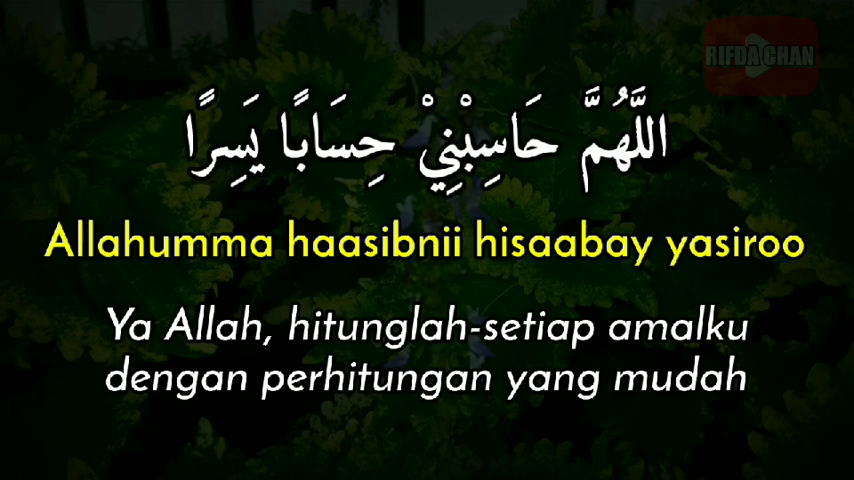 RIFDA CHAN
اللَّهُمَّ حَاسِبْنِيْ حِسَابًا يَسِرًا
Allahumma haasibnii hisaabay yasiroo
Ya Allah, hitunglah-setiap amalku
dengan perhitungan yang mudah